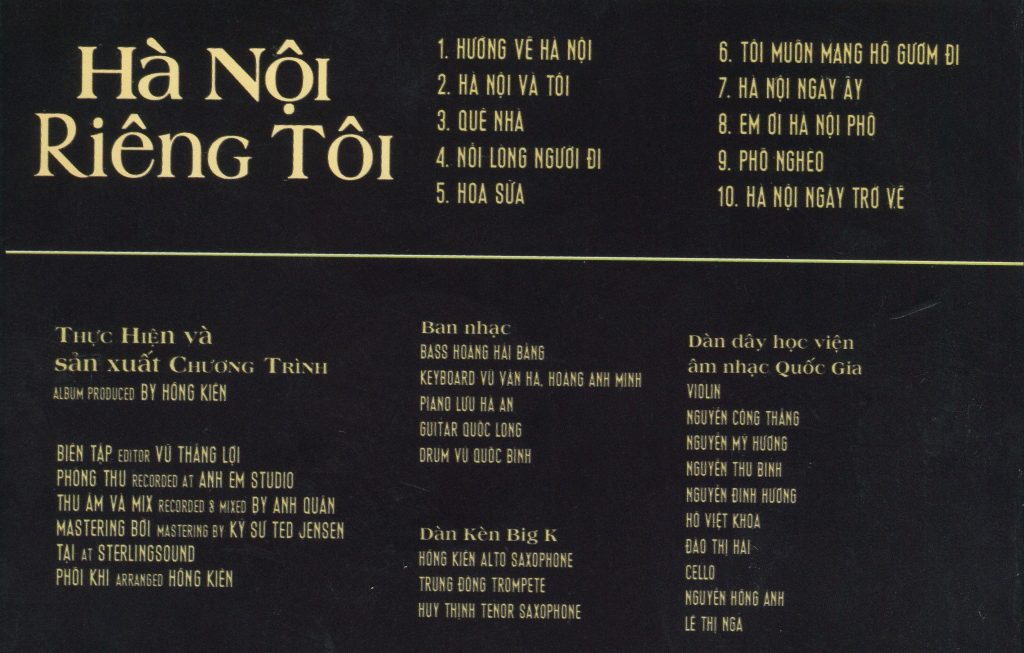 Hà Nội
Riêng Tôi
1. HƯỚNG VỀ HÀ NỘI
2. HÀ NỘI VÀ TÔI
3. QUÊ NHÀ
4. NỖI LÒNG NGƯỜI ĐI
5. HOA SỮA
6. TÔI MUỐN MANG HỒ GƯƠM ĐI
7. HÀ NỘI NGÀY ẤY
8. EM ƠI HÀ NỘI PHỐ
9. PHỐ NGHÈO
10. HÀ NỘI NGÀY TRỞ VỀ
Thực Hiện và
sản xuất Chương Trình
ALBUM PRODUCED BY HỒNG KIÊN
BIÊN TẬP EDITOR VŨ THẮNG LỢI
PHÒNG THU RECORDED AT ANH EM STUDIO
THU ÂM VÀ MIX RECORDED & MIXED BY ANH QUÂN
MASTERING BỞI MASTERING BY KỸ SƯ TED JENSEN
TẠI AT STERLINGSOUND
PHỐI KHÍ ARRANGED HỒNG KIÊN
Ban nhạc
BASS HOÀNG HẢI BẰNG
KEYBOARD VŨ VĂN HÀ, HOÀNG ANH MINH
PIANO LƯU HÀ AN
GUITAR QUỐC LONG
DRUM VŨ QUỐC BÌNH
Dàn Kèn Big K
HỒNG KIÊN ALTO SAXOPHONE
TRUNG ĐÔNG TROMPETE
HUY THỊNH TENOR SAXOPHONE
Dàn dây học viện
âm nhạc Quốc Gia
VIOLIN
NGUYỄN CÔNG THẮNG
NGUYỄN MỸ HƯƠNG
NGUYỄN THU BÌNH
NGUYỄN ĐÌNH HƯƠNG
HỒ VIỆT KHOA
ĐÀO THỊ HẢI
CELLO
NGUYỄN HỒNG ANH
LÊ THỊ NGÀ